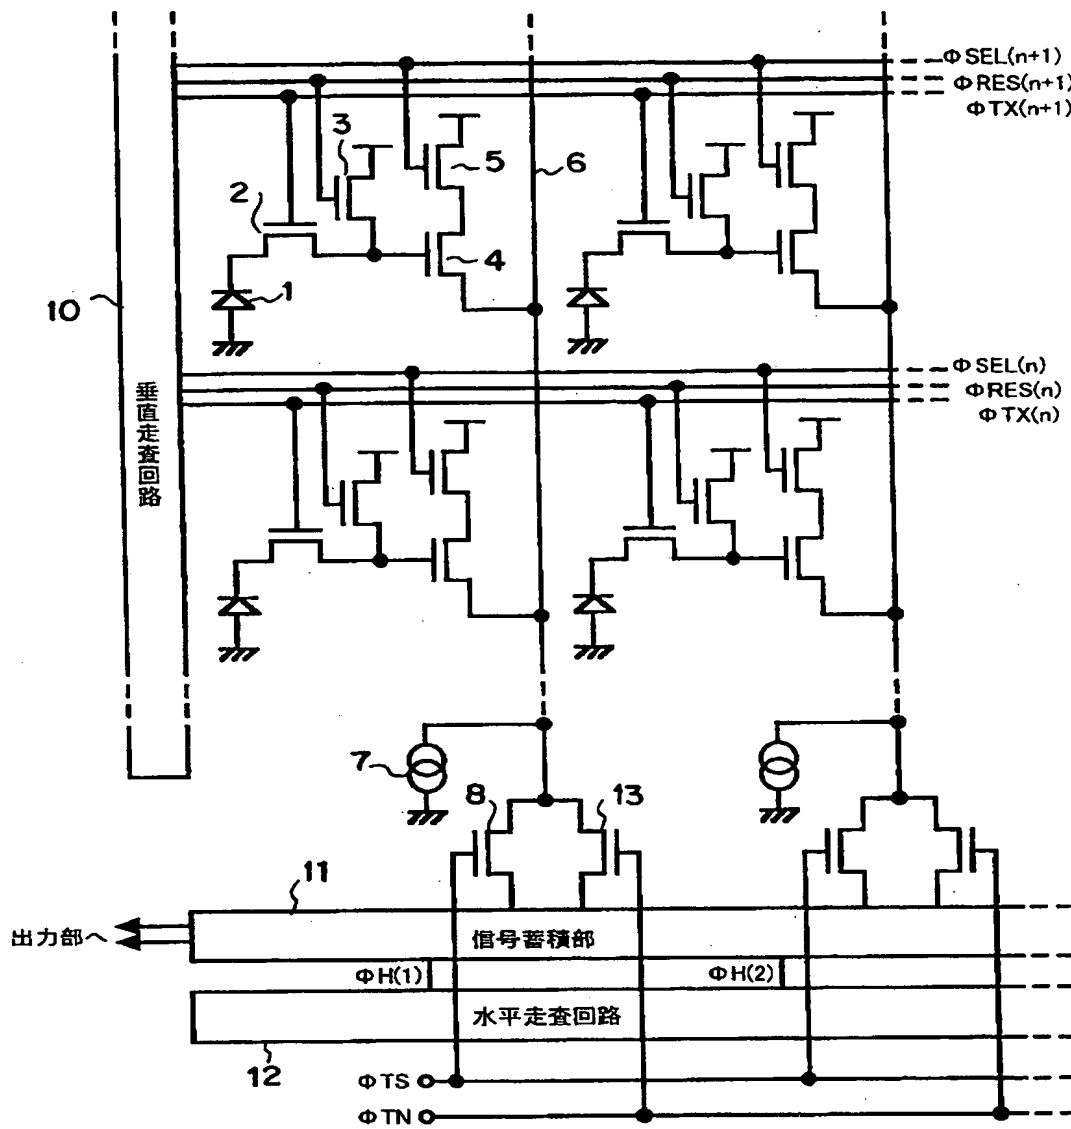 ΦSEL(n+1)
ΦRES(n+1)
ΦTX(n+1)
3
5
6
2
4
1
10
垂直走査回路
ΦSEL(n)
ΦRES(n)
ΦTX(n)
7
8
13
11
出力部へ
信号蓄積部
ΦH(1)
ΦH(2)
水平走査回路
12
ΦTS
ΦTN